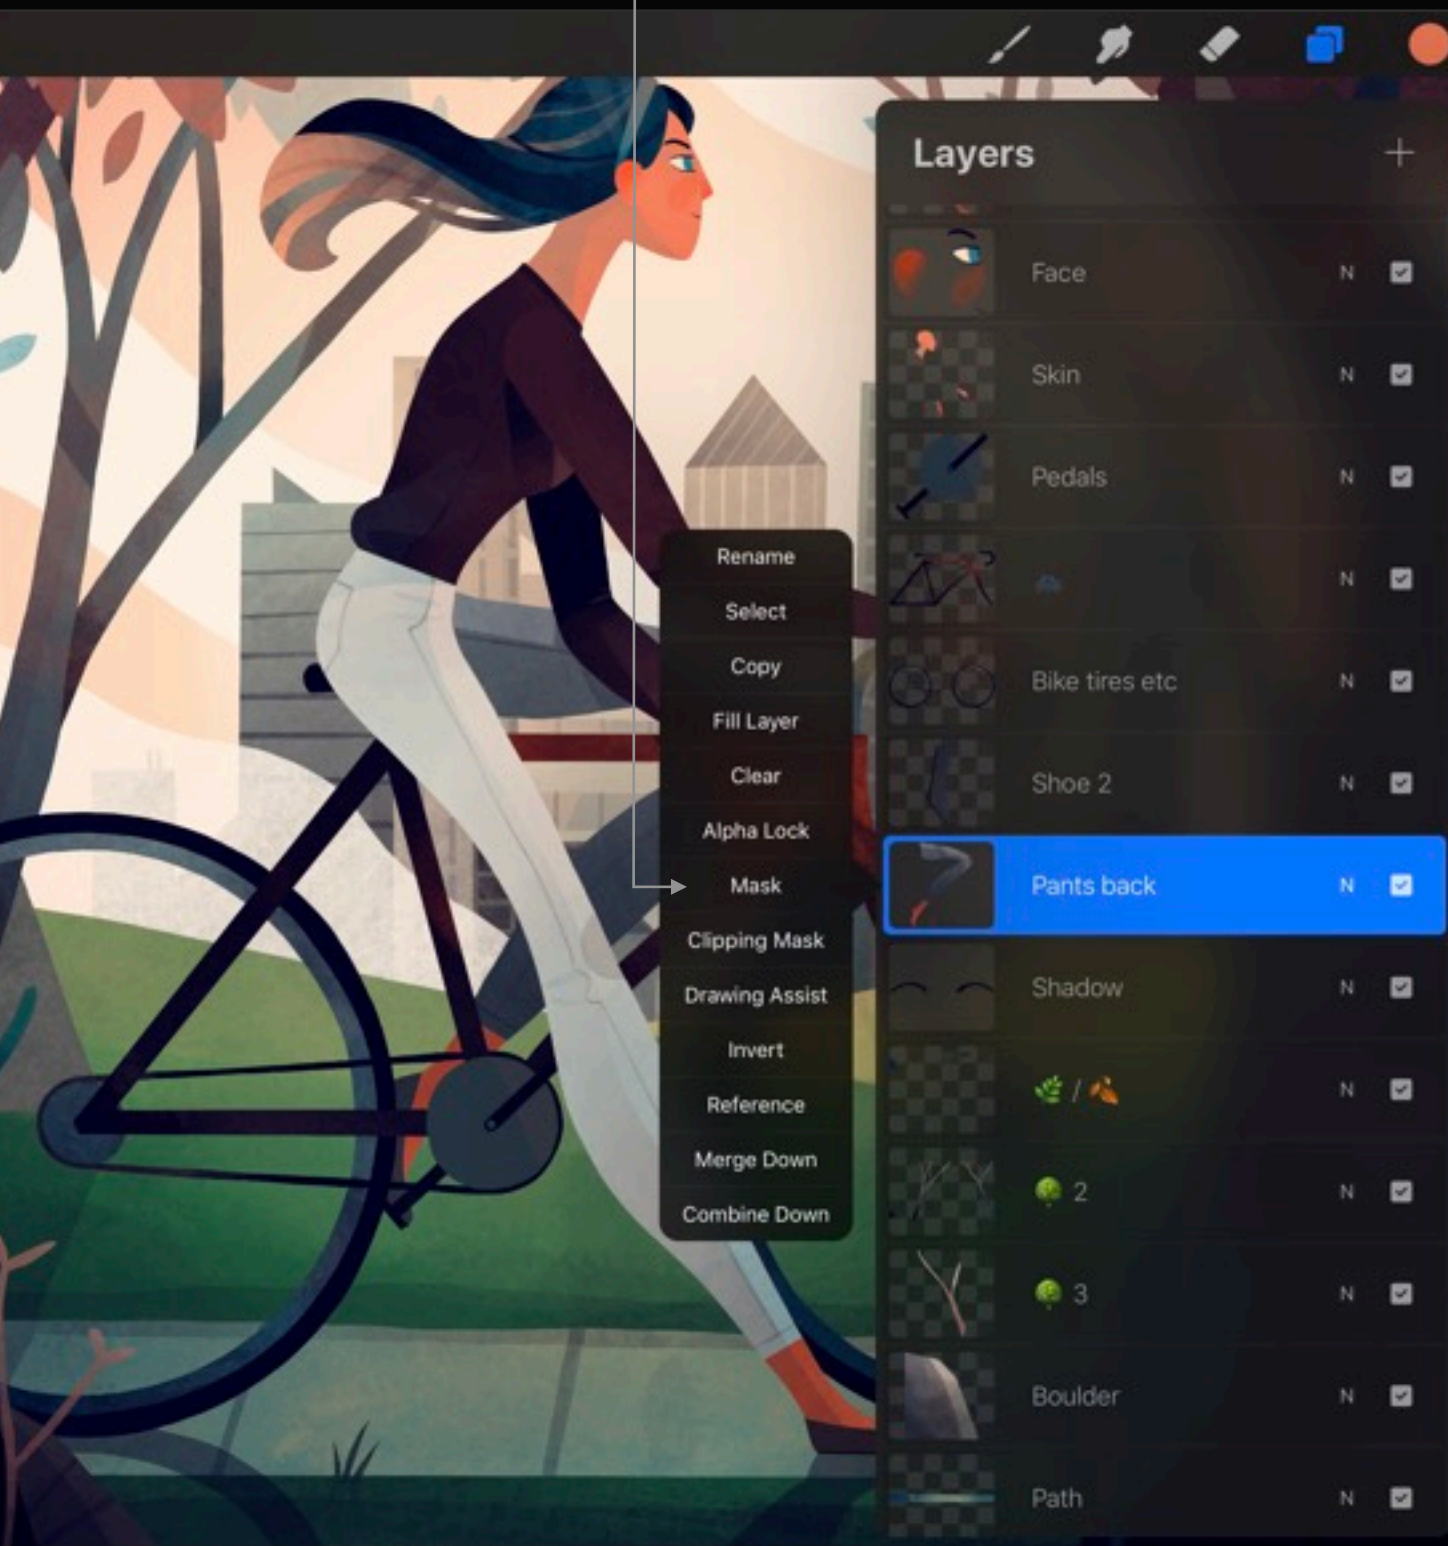 Layers
Face N
Skin N
Pedals N
N
Bike tires etc N
Shoe 2 N
Pants back N
Shadow N
🌿 / 🍂 N
🌳 2 N
🌳 3 N
Boulder N
Path N
Rename
Select
Copy
Fill Layer
Clear
Alpha Lock
Mask
Clipping Mask
Drawing Assist
Invert
Reference
Merge Down
Combine Down